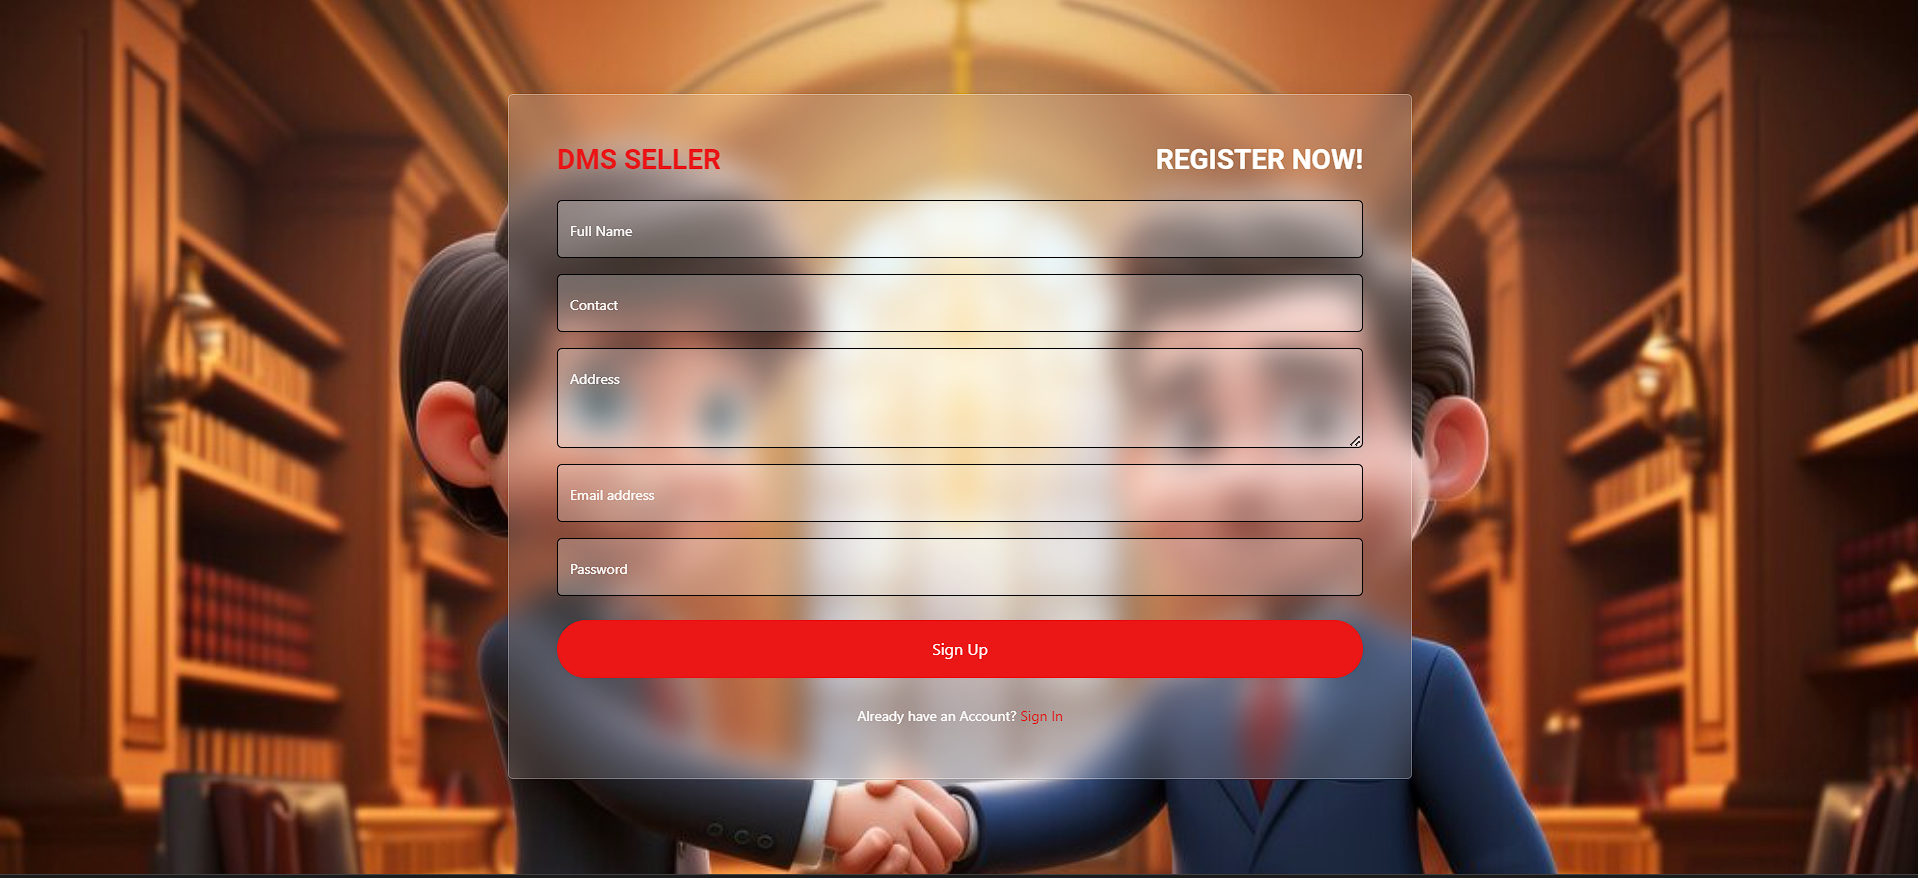 DMS SELLER
REGISTER NOW!
Full Name
Contact
Address
Email address
Password
Sign Up
Already have an Account? Sign In